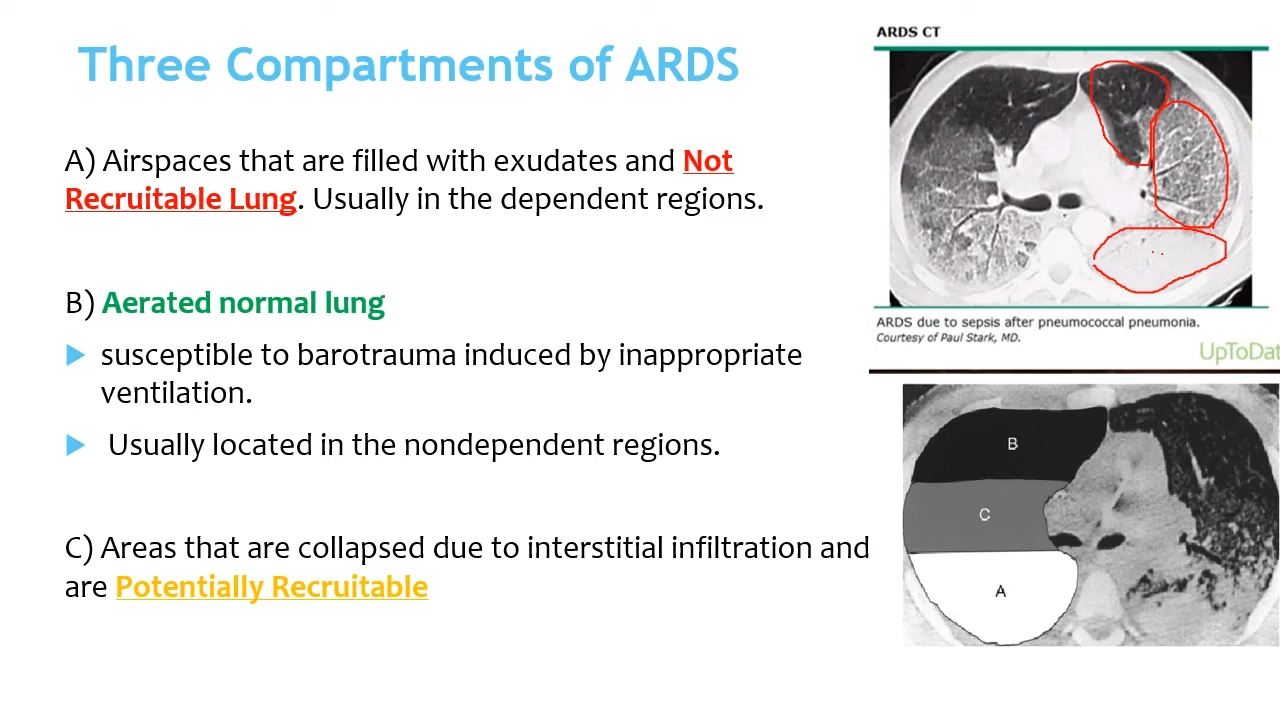 Three Compartments of ARDS
A) Airspaces that are filled with exudates and Not
Recruitable Lung. Usually in the dependent regions.
B) Aerated normal lung
susceptible to barotrauma induced by inappropriate
ventilation.
Usually located in the nondependent regions.
C) Areas that are collapsed due to interstitial infiltration and
are Potentially Recruitable
ARDS CT
ARDS due to sepsis after pneumococcal pneumonia.
Courtesy of Paul Stark, MD.
UpToDat
B
C
A